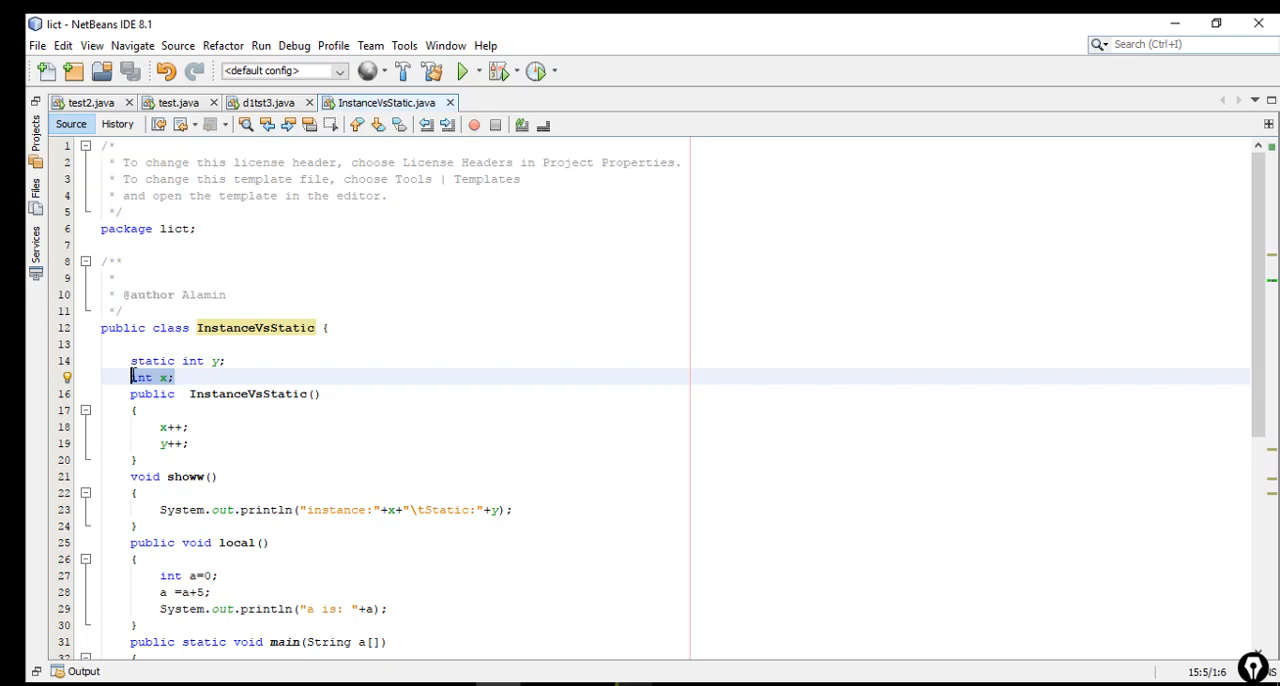 lict - NetBeans IDE 8.1
File Edit View Navigate Source Refactor Run Debug Profile Team Tools Window Help
Search (Ctrl+I)
<default config>
test2.java test.java d1tst3.java InstanceVsStatic.java
Source History
Projects
Files
Services
1 /*
2 * To change this license header, choose License Headers in Project Properties.
3 * To change this template file, choose Tools | Templates
4 * and open the template in the editor.
5 */
6 package lict;
7
8 /**
9 *
10 * @author Alamin
11 */
12 public class InstanceVsStatic {
13
14 static int y;
int x;
16 public InstanceVsStatic()
17 {
18 x++;
19 y++;
20 }
21 void showw()
22 {
23 System.out.println("instance:"+x+"\tStatic:"+y);
24 }
25 public void local()
26 {
27 int a=0;
28 a =a+5;
29 System.out.println("a is: "+a);
30 }
31 public static void main(String a[])
32 {
Output
15:5/1:6